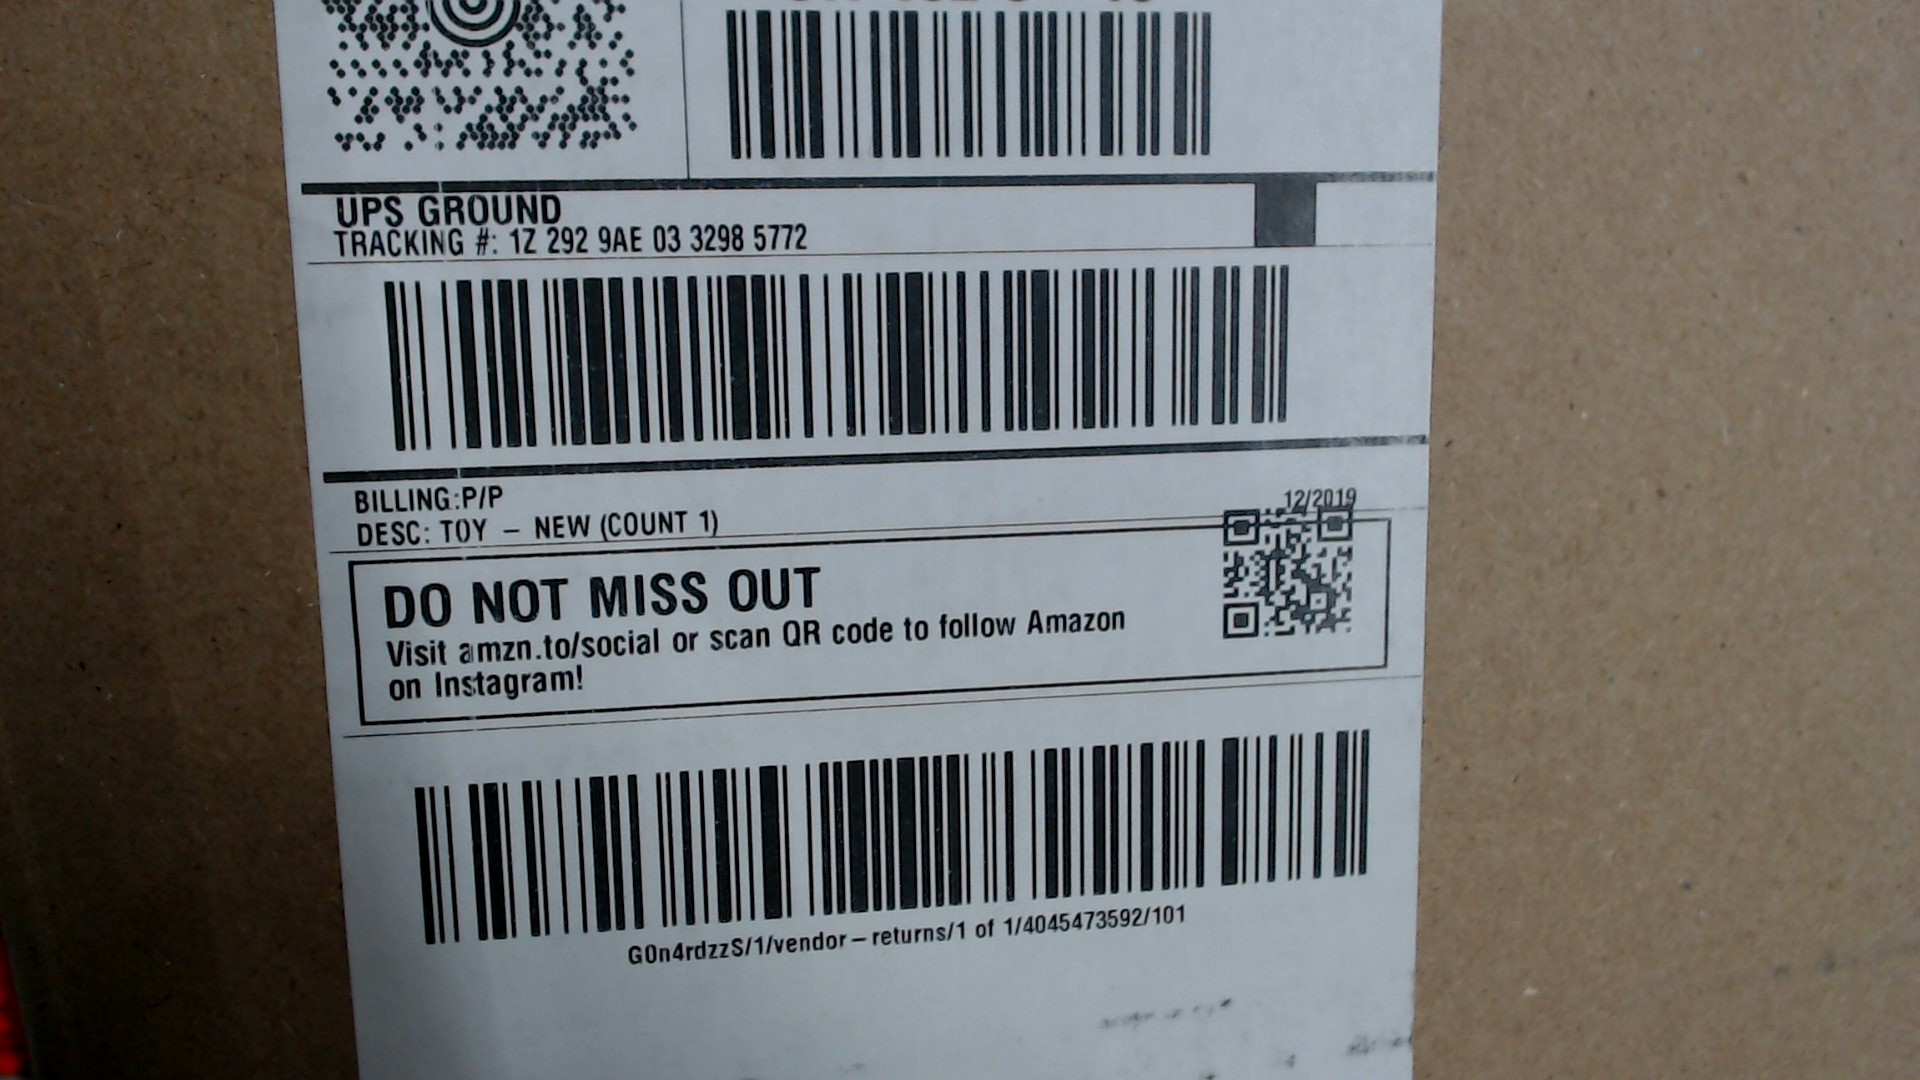 UPS GROUND
TRACKING #: 1Z 292 9AE 03 3298 5772
BILLING:P/P
12/2019
DESC: TOY – NEW (COUNT 1)
DO NOT MISS OUT
Visit amzn.to/social or scan QR code to follow Amazon
on Instagram!
G0n4rdzzS/1/vendor–returns/1 of 1/4045473592/101